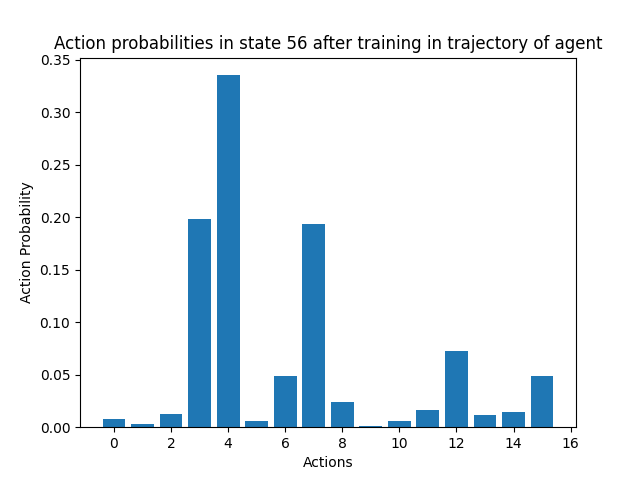 Action probabilities in state 56 after training in trajectory of agent
0.35
0.30
0.25
0.20
0.15
0.10
0.05
0.00
Action Probability
0 2 4 6 8 10 12 14 16
Actions